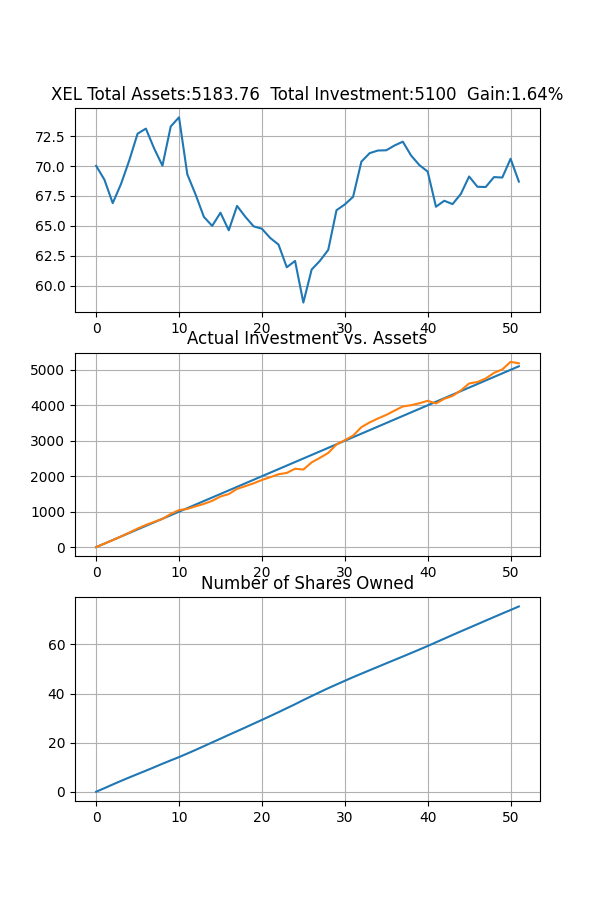 XEL Total Assets:5183.76  Total Investment:5100  Gain:1.64%
72.5
70.0
67.5
65.0
62.5
60.0
0 10 20 30 40 50
Actual Investment vs. Assets
5000
4000
3000
2000
1000
0
0 10 20 30 40 50
Number of Shares Owned
60
40
20
0
0 10 20 30 40 50